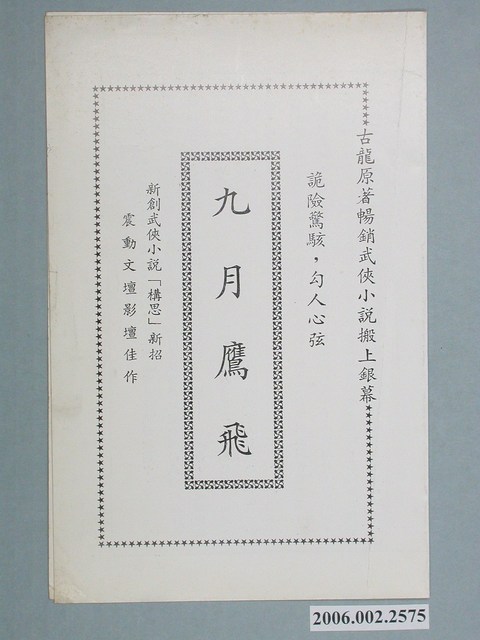 古龍原著暢銷武俠小說搬上銀幕
詭險驚駭，勾人心弦
九月鷹飛
新創武俠小說「構思」新招
震動文壇影壇佳作
2006.002.2575